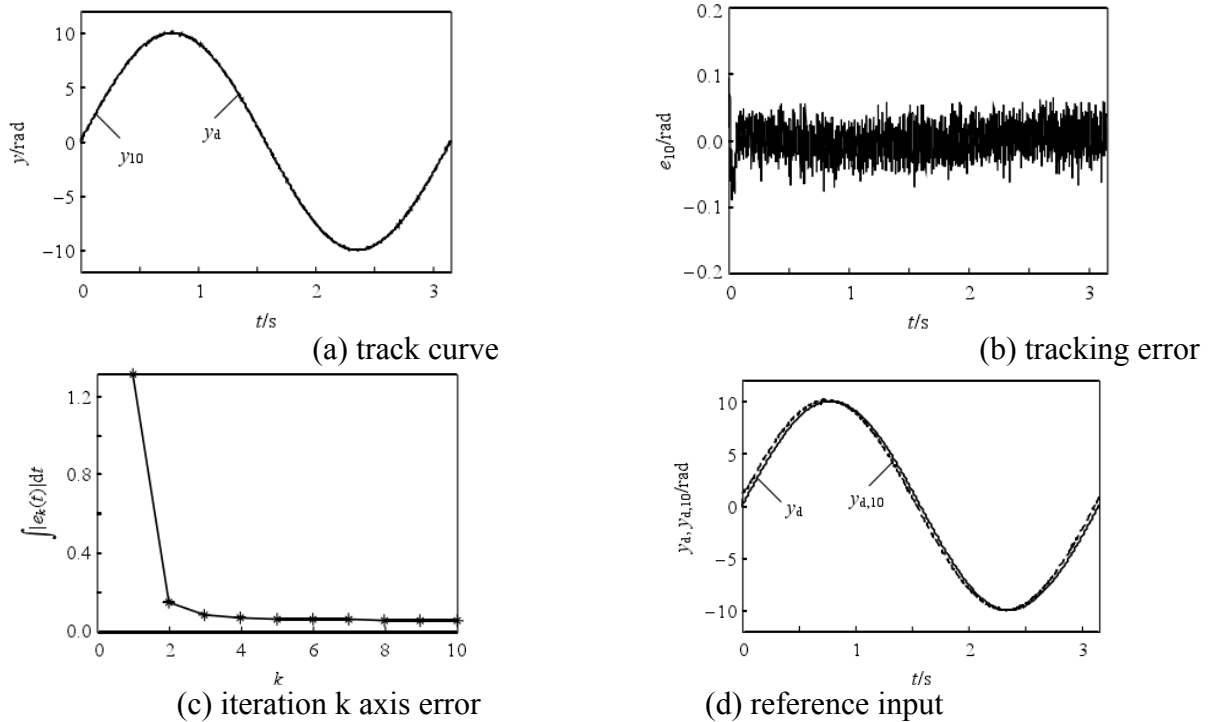 10
5
0
−5
−10
y/rad
y10
yd
0 1 2 3
t/s
(a) track curve
0.2
0.1
0.0
−0.1
−0.2
e10/rad
0 1 2 3
t/s
(b) tracking error
1.2
0.8
0.4
0.0
∫|ek(t)|dt
0 2 4 6 8 10
k
(c) iteration k axis error
10
5
0
−5
−10
yd, yd,10/rad
yd
yd,10
0 1 2 3
t/s
(d) reference input